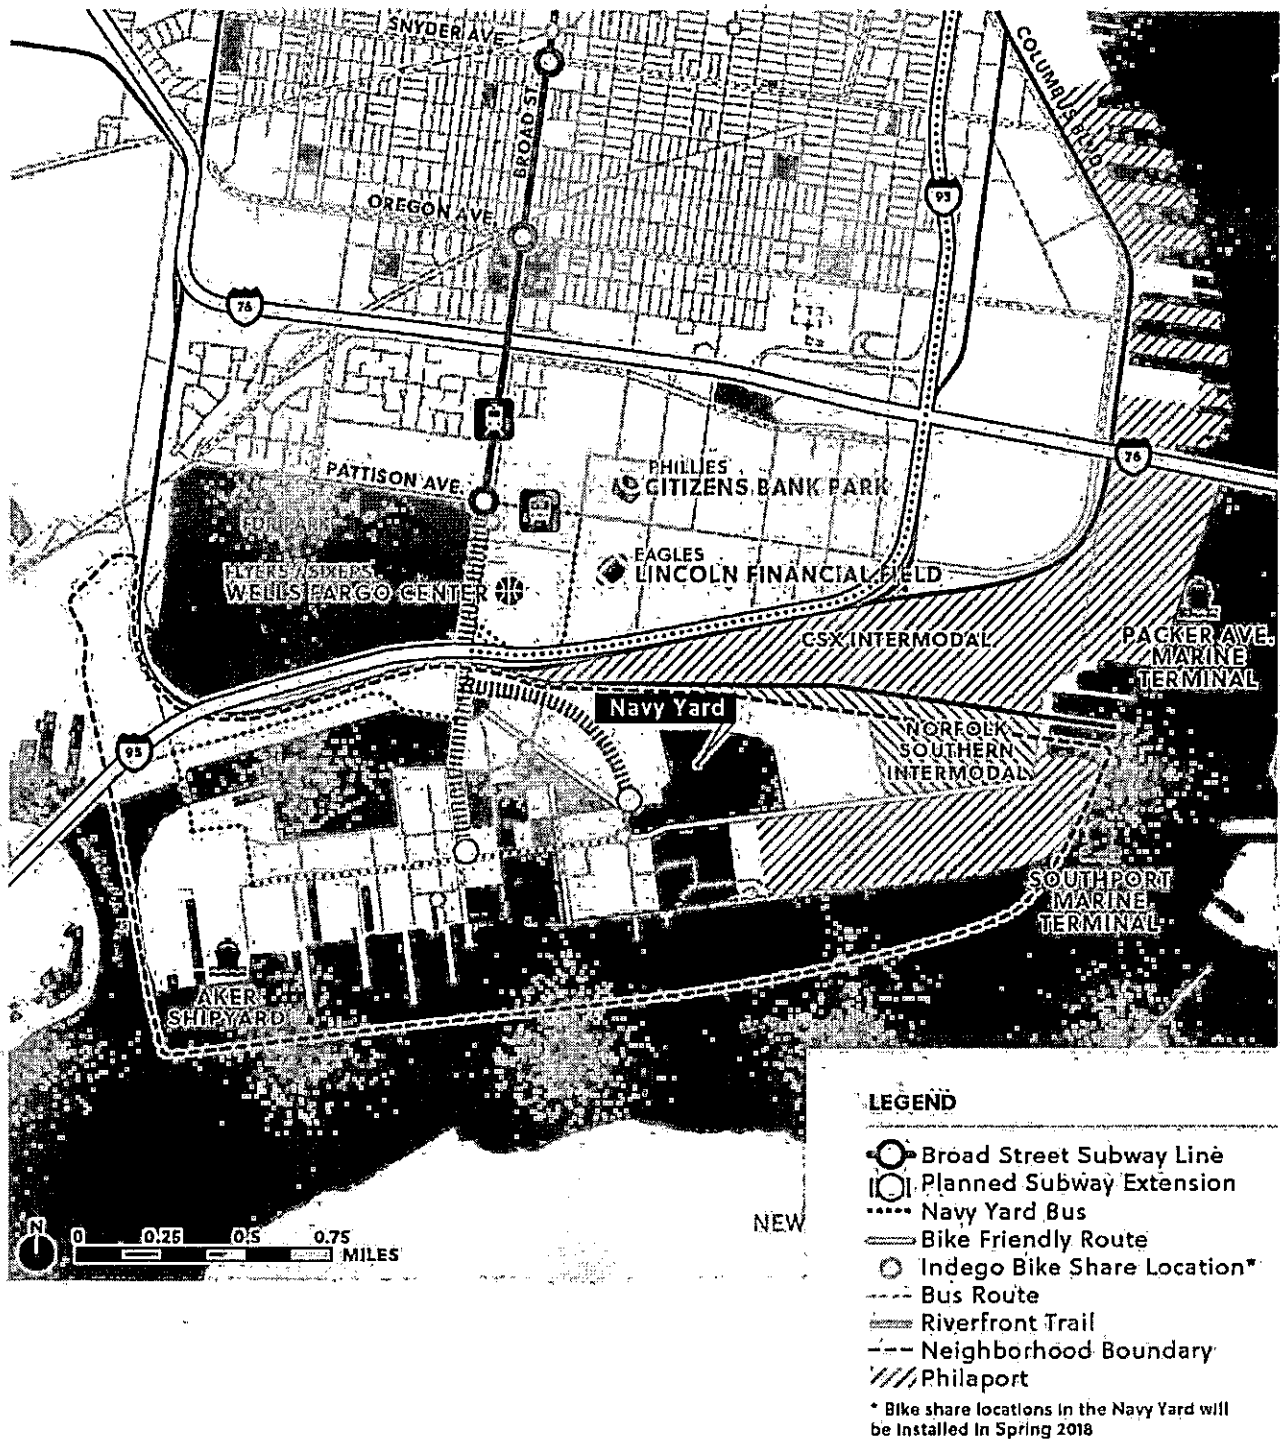 SNYDER AVE
COLUMBUS BLVD
BROAD ST.
95
OREGON AVE
76
76
PATTISON AVE.
PHILLIES
CITIZENS BANK PARK
FDR PARK
EAGLES
LINCOLN FINANCIAL FIELD
FLYERS / SIXERS
WELLS FARGO CENTER
CSX INTERMODAL
PACKER AVE.
MARINE
TERMINAL
Navy Yard
NORFOLK
SOUTHERN
INTERMODAL
95
SOUTHPORT
MARINE
TERMINAL
AKER
SHIPYARD
LEGEND
Broad Street Subway Line
Planned Subway Extension
Navy Yard Bus
Bike Friendly Route
Indego Bike Share Location*
Bus Route
Riverfront Trail
Neighborhood Boundary
Philaport
* Bike share locations in the Navy Yard will
be installed in Spring 2018
NEW
N
0 0.25 0.5 0.75
MILES